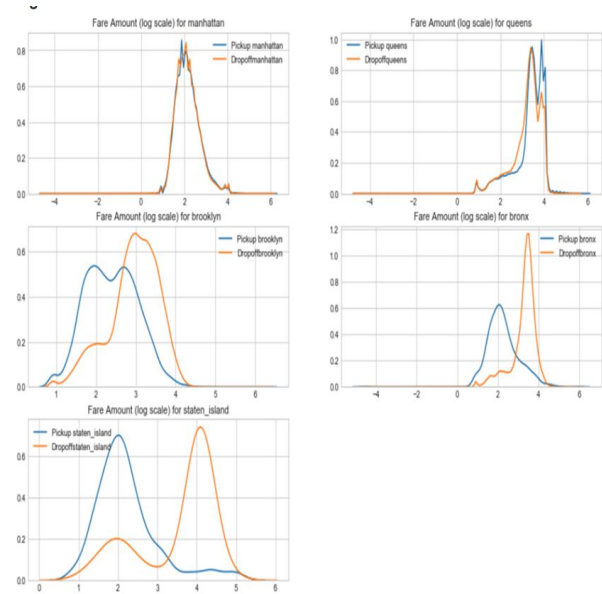 Fare Amount (log scale) for manhattan
Pickup manhattan
Dropoffmanhattan
0.8
0.6
0.4
0.2
0.0
-4 -2 0 2 4 6
Fare Amount (log scale) for queens
Pickup queens
Dropoffqueens
1.0
0.8
0.6
0.4
0.2
0.0
-4 -2 0 2 4 6
Fare Amount (log scale) for brooklyn
Pickup brooklyn
Dropoffbrooklyn
0.6
0.4
0.2
0.0
1 2 3 4 5 6
Fare Amount (log scale) for bronx
Pickup bronx
Dropoffbronx
1.2
1.0
0.8
0.6
0.4
0.2
0.0
-4 -2 0 2 4 6
Fare Amount (log scale) for staten_island
Pickup staten_island
Dropoffstaten_island
0.6
0.4
0.2
0.0
0 1 2 3 4 5 6